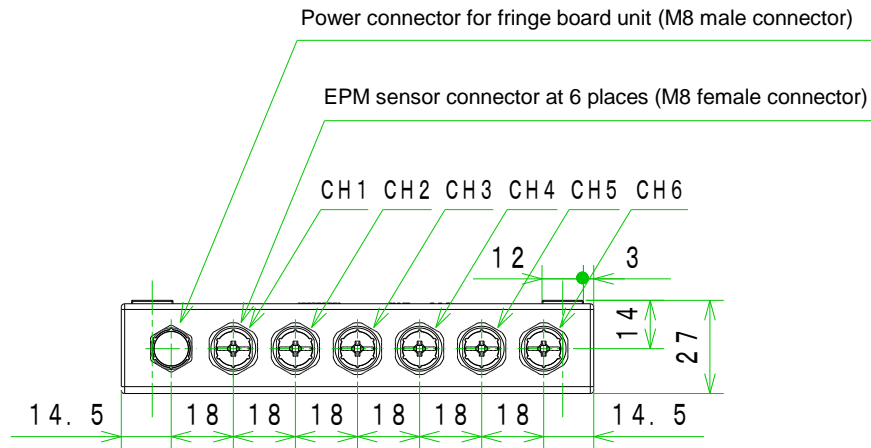 Power connector for fringe board unit (M8 male connector)
EPM sensor connector at 6 places (M8 female connector)
CH1 CH2 CH3 CH4 CH5 CH6
12 3
14
27
14.5 18 18 18 18 18 18 14.5